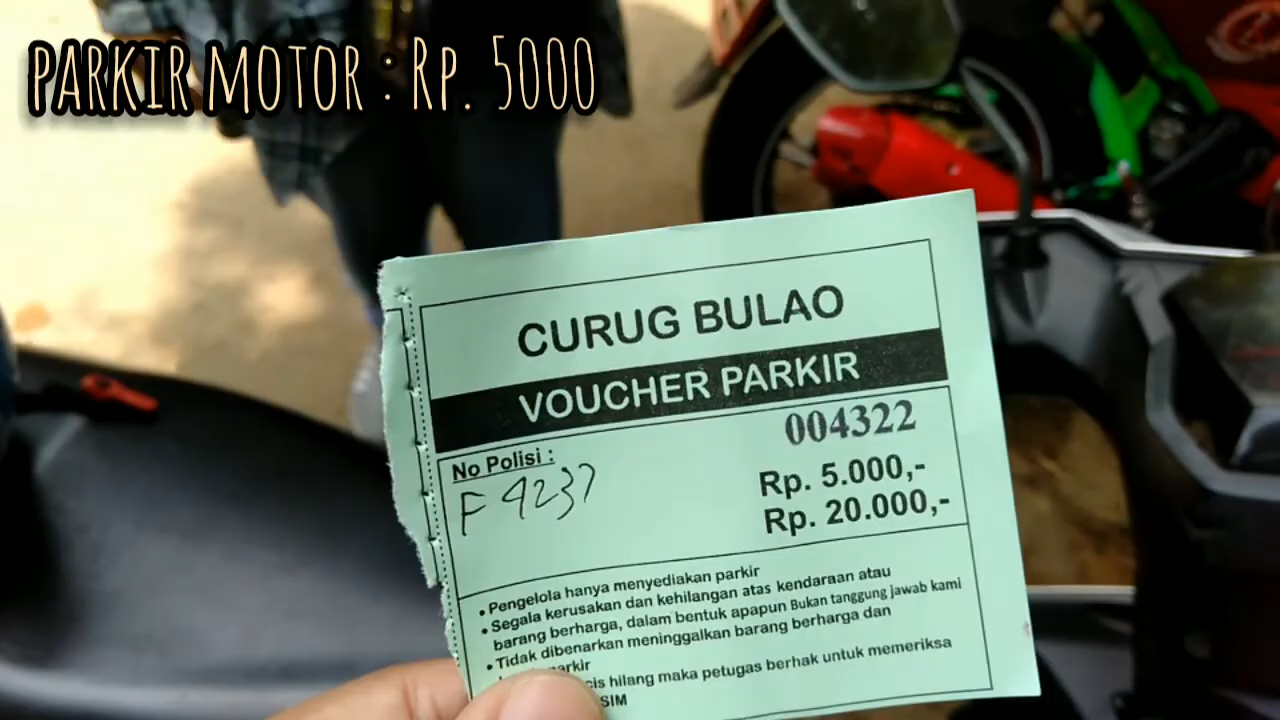 PARKIR MOTOR : Rp. 5000
CURUG BULAO
VOUCHER PARKIR
004322
No Polisi :
F 4237
Rp. 5.000,-
Rp. 20.000,-
• Pengelola hanya menyediakan parkir
• Segala kerusakan dan kehilangan atas kendaraan atau
barang berharga, dalam bentuk apapun Bukan tanggung jawab kami
• Tidak dibenarkan meninggalkan barang berharga dan
hilang maka petugas berhak untuk memeriksa
SIM